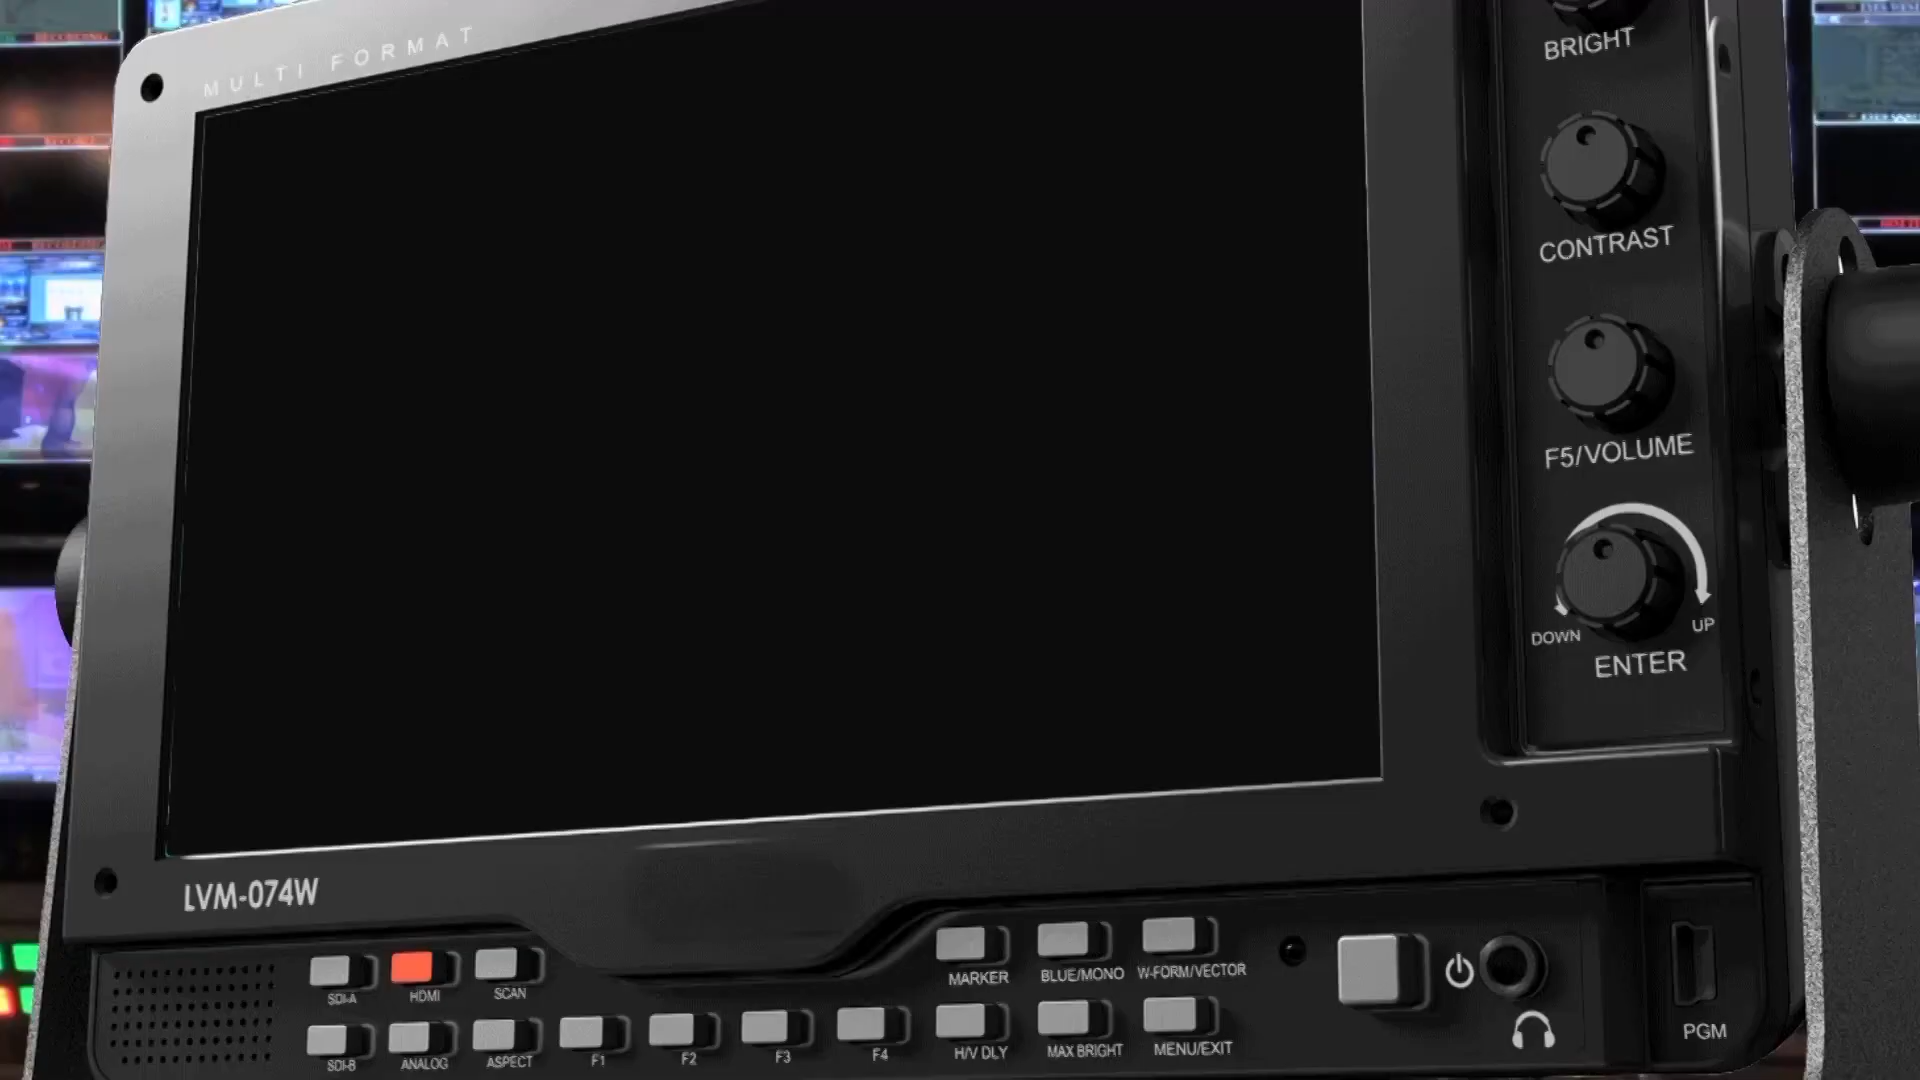 MULTI FORMAT
BRIGHT
CONTRAST
F5/VOLUME
DOWN
UP
ENTER
LVM-074W
SDI-A
HDMI
SCAN
MARKER
BLUE/MONO
W-FORM/VECTOR
SDI-B
ANALOG
ASPECT
F1
F2
F3
F4
H/V DLY
MAX BRIGHT
MENU/EXIT
PGM